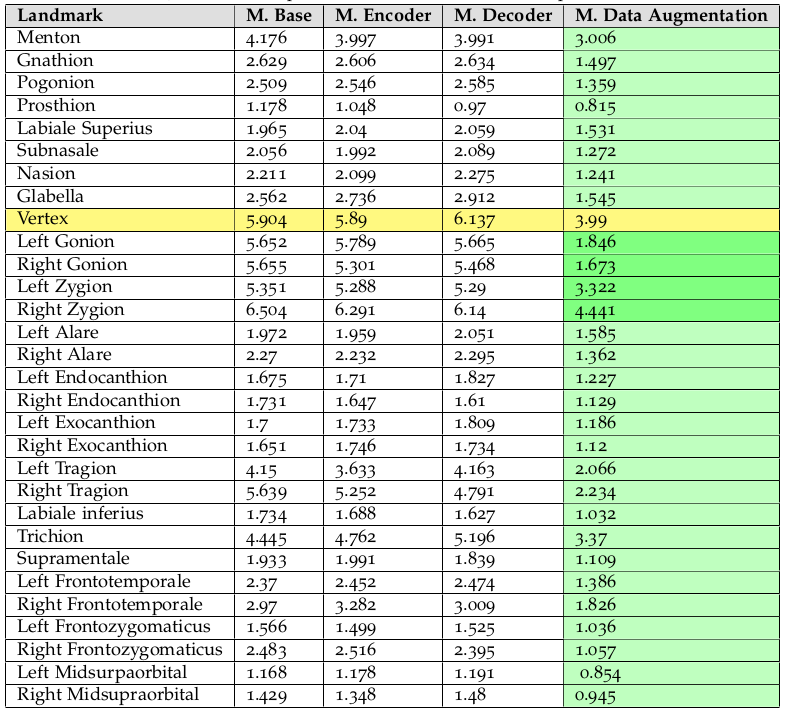 Landmark M. Base M. Encoder M. Decoder M. Data Augmentation
Menton 4.176 3.997 3.991 3.006
Gnathion 2.629 2.606 2.634 1.497
Pogonion 2.509 2.546 2.585 1.359
Prosthion 1.178 1.048 0.97 0.815
Labiale Superius 1.965 2.04 2.059 1.531
Subnasale 2.056 1.992 2.089 1.272
Nasion 2.211 2.099 2.275 1.241
Glabella 2.562 2.736 2.912 1.545
Vertex 5.904 5.89 6.137 3.99
Left Gonion 5.652 5.789 5.665 1.846
Right Gonion 5.655 5.301 5.468 1.673
Left Zygion 5.351 5.288 5.29 3.322
Right Zygion 6.504 6.291 6.14 4.441
Left Alare 1.972 1.959 2.051 1.585
Right Alare 2.27 2.232 2.295 1.362
Left Endocanthion 1.675 1.71 1.827 1.227
Right Endocanthion 1.731 1.647 1.61 1.129
Left Exocanthion 1.7 1.733 1.809 1.186
Right Exocanthion 1.651 1.746 1.734 1.12
Left Tragion 4.15 3.633 4.163 2.066
Right Tragion 5.639 5.252 4.791 2.234
Labiale inferius 1.734 1.688 1.627 1.032
Trichion 4.445 4.762 5.196 3.37
Supramentale 1.933 1.991 1.839 1.109
Left Frontotemporale 2.37 2.452 2.474 1.386
Right Frontotemporale 2.97 3.282 3.009 1.826
Left Frontozygomaticus 1.566 1.499 1.525 1.036
Right Frontozygomaticus 2.483 2.516 2.395 1.057
Left Midsurpaorbital 1.168 1.178 1.191 0.854
Right Midsupraorbital 1.429 1.348 1.48 0.945